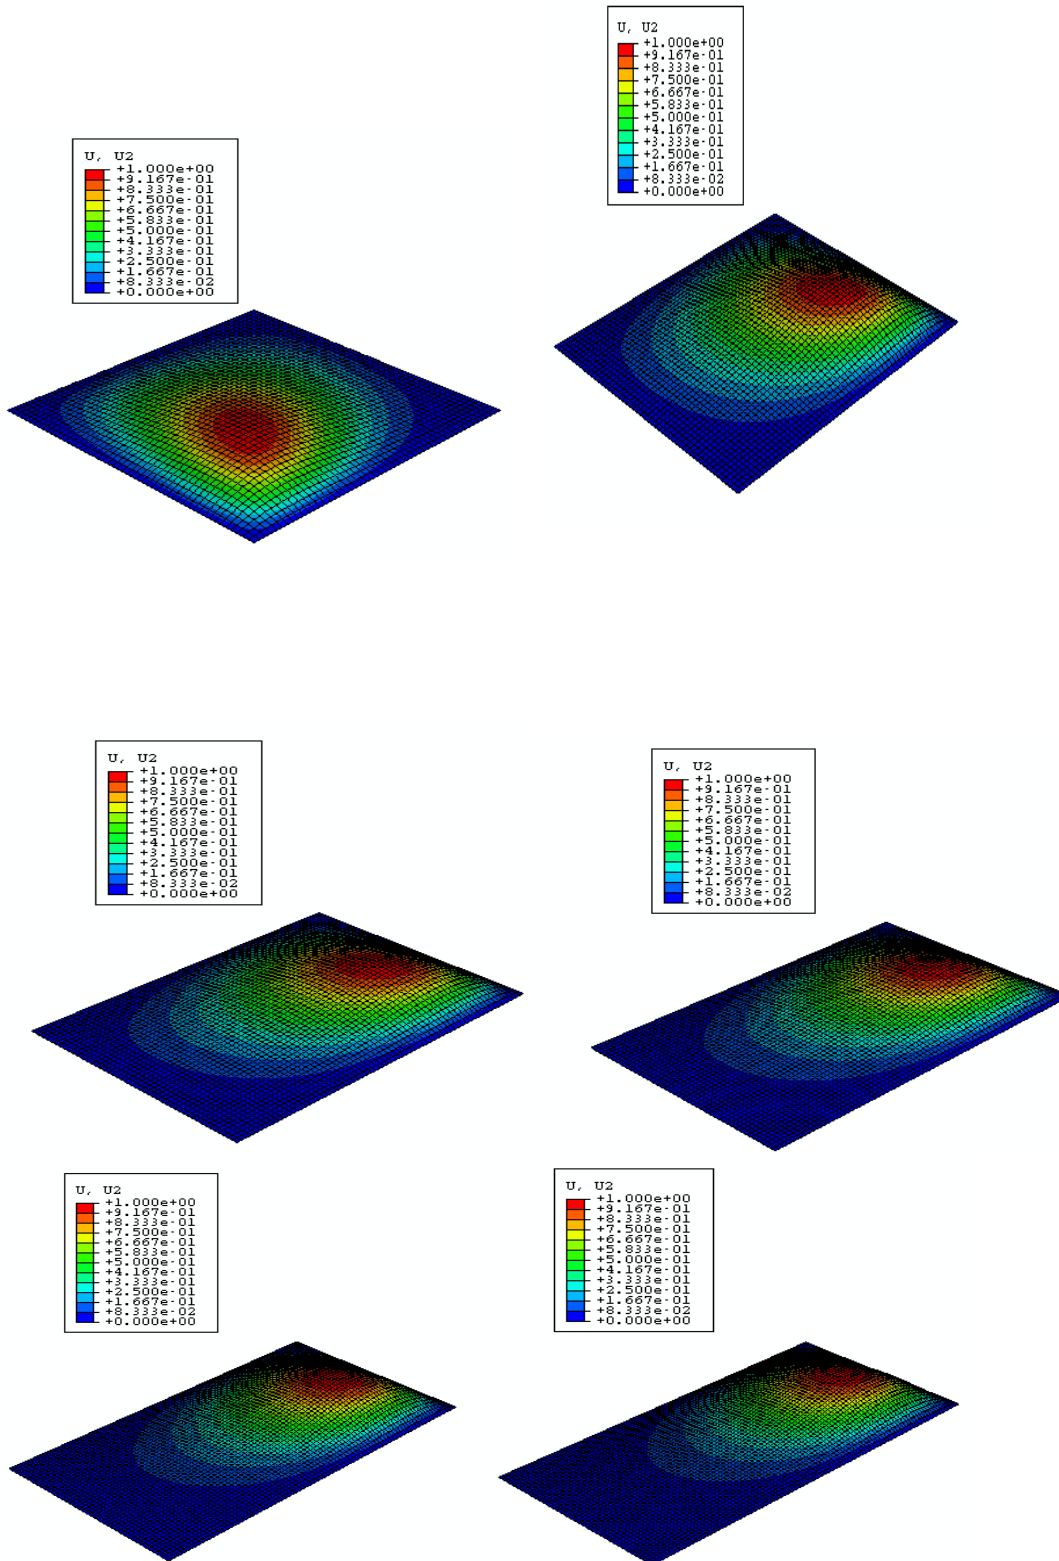 U, U2
+1.000e+00
+9.167e-01
+8.333e-01
+7.500e-01
+6.667e-01
+5.833e-01
+5.000e-01
+4.167e-01
+3.333e-01
+2.500e-01
+1.667e-01
+8.333e-02
+0.000e+00
U, U2
+1.000e+00
+9.167e-01
+8.333e-01
+7.500e-01
+6.667e-01
+5.833e-01
+5.000e-01
+4.167e-01
+3.333e-01
+2.500e-01
+1.667e-01
+8.333e-02
+0.000e+00
U, U2
+1.000e+00
+9.167e-01
+8.333e-01
+7.500e-01
+6.667e-01
+5.833e-01
+5.000e-01
+4.167e-01
+3.333e-01
+2.500e-01
+1.667e-01
+8.333e-02
+0.000e+00
U, U2
+1.000e+00
+9.167e-01
+8.333e-01
+7.500e-01
+6.667e-01
+5.833e-01
+5.000e-01
+4.167e-01
+3.333e-01
+2.500e-01
+1.667e-01
+8.333e-02
+0.000e+00
U, U2
+1.000e+00
+9.167e-01
+8.333e-01
+7.500e-01
+6.667e-01
+5.833e-01
+5.000e-01
+4.167e-01
+3.333e-01
+2.500e-01
+1.667e-01
+8.333e-02
+0.000e+00
U, U2
+1.000e+00
+9.167e-01
+8.333e-01
+7.500e-01
+6.667e-01
+5.833e-01
+5.000e-01
+4.167e-01
+3.333e-01
+2.500e-01
+1.667e-01
+8.333e-02
+0.000e+00